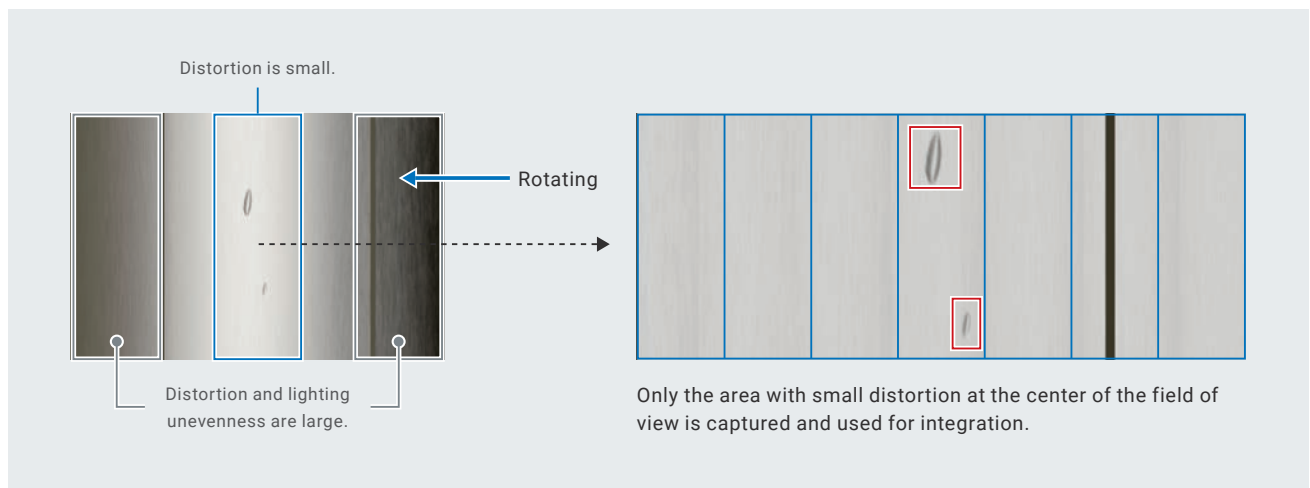 Distortion is small.
Rotating
Distortion and lighting
unevenness are large.
Only the area with small distortion at the center of the field of
view is captured and used for integration.